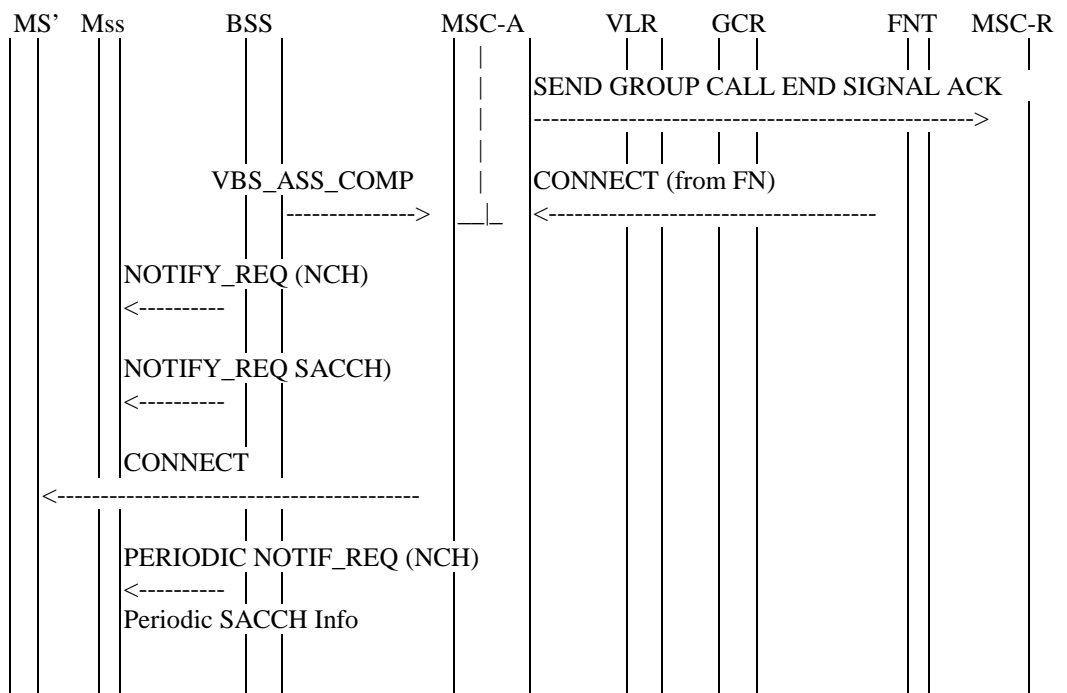 MS’ Mss BSS MSC-A VLR GCR FNT MSC-R
SEND GROUP CALL END SIGNAL ACK
VBS_ASS_COMP CONNECT (from FN)
NOTIFY_REQ (NCH)
NOTIFY_REQ SACCH)
CONNECT
PERIODIC NOTIF_REQ (NCH)
Periodic SACCH Info